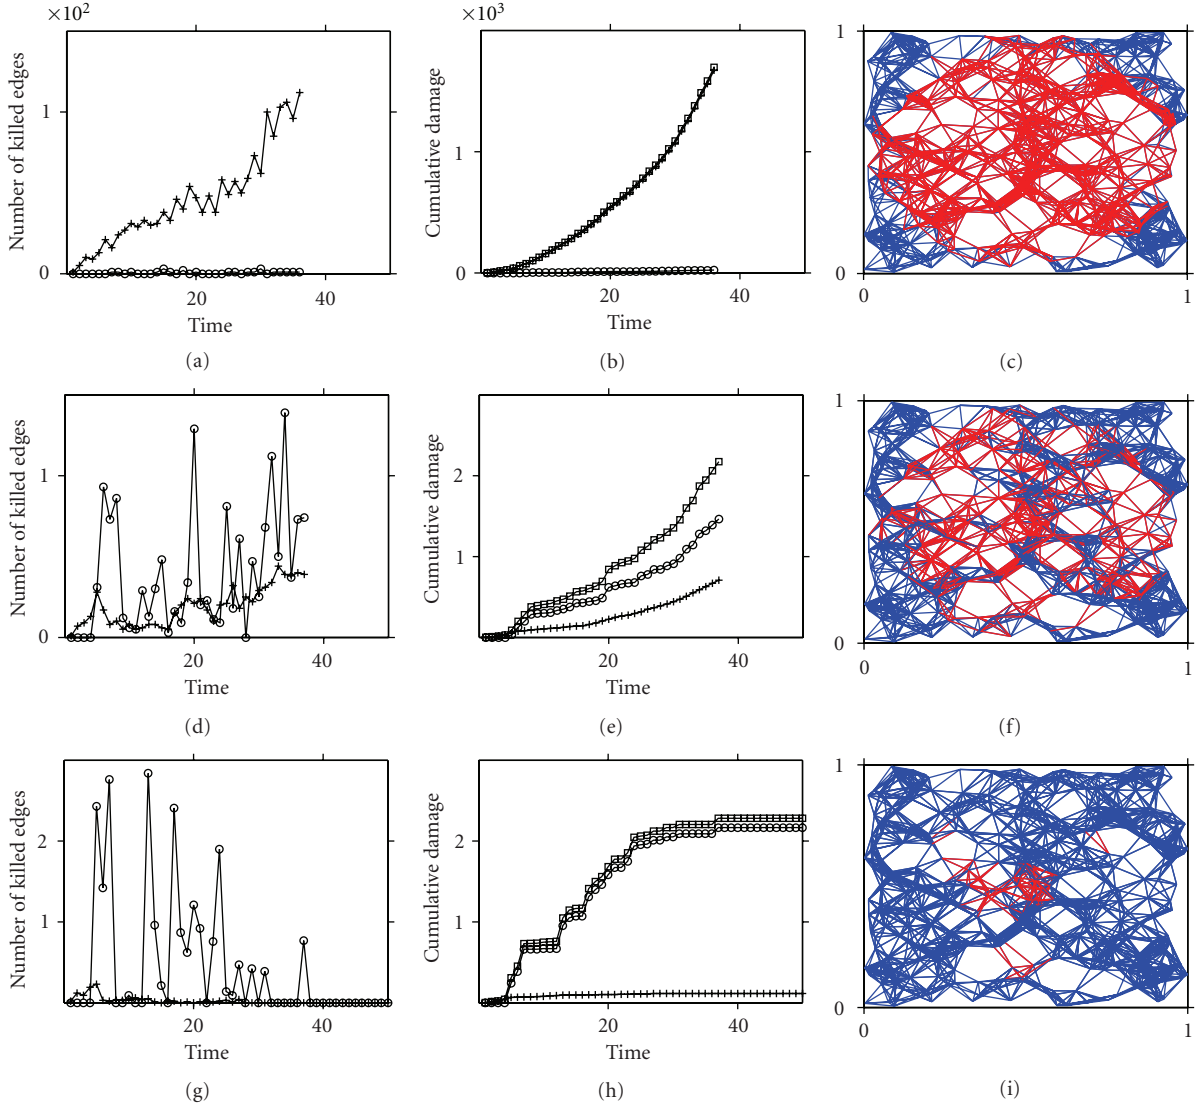 ×10²
Number of killed edges
1
0
20
40
Time
(a)
×10³
Cumulative damage
1
0
20
40
Time
(b)
1
0
0
1
(c)
Number of killed edges
1
0
20
40
Time
(d)
Cumulative damage
2
1
20
40
Time
(e)
1
0
0
1
(f)
Number of killed edges
2
1
20
40
Time
(g)
Cumulative damage
2
1
20
40
Time
(h)
1
0
0
1
(i)